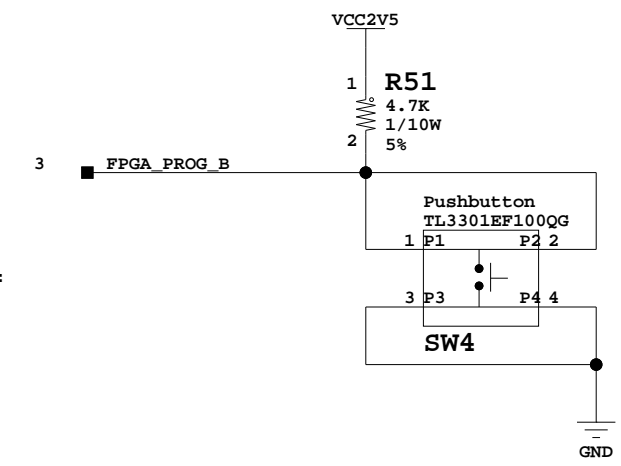 VCC2V5
1 R51
4.7K
1/10W
2 5%
3 FPGA_PROG_B
Pushbutton
TL3301EF100QG
1 P1 P2 2
3 P3 P4 4
SW4
GND